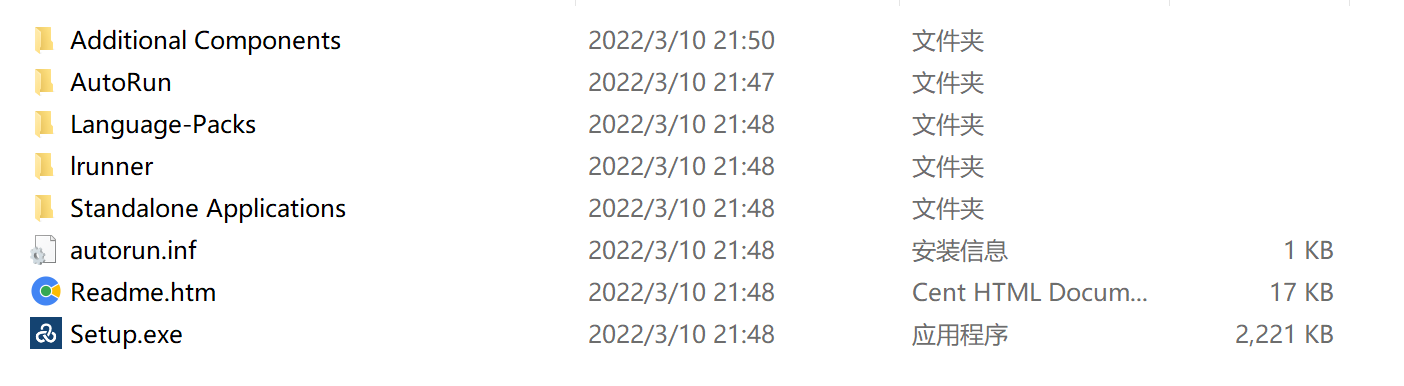 Additional Components 2022/3/10 21:50 文件夹
AutoRun 2022/3/10 21:47 文件夹
Language-Packs 2022/3/10 21:48 文件夹
lrunner 2022/3/10 21:48 文件夹
Standalone Applications 2022/3/10 21:48 文件夹
autorun.inf 2022/3/10 21:48 安装信息 1 KB
Readme.htm 2022/3/10 21:48 Cent HTML Docum... 17 KB
Setup.exe 2022/3/10 21:48 应用程序 2,221 KB